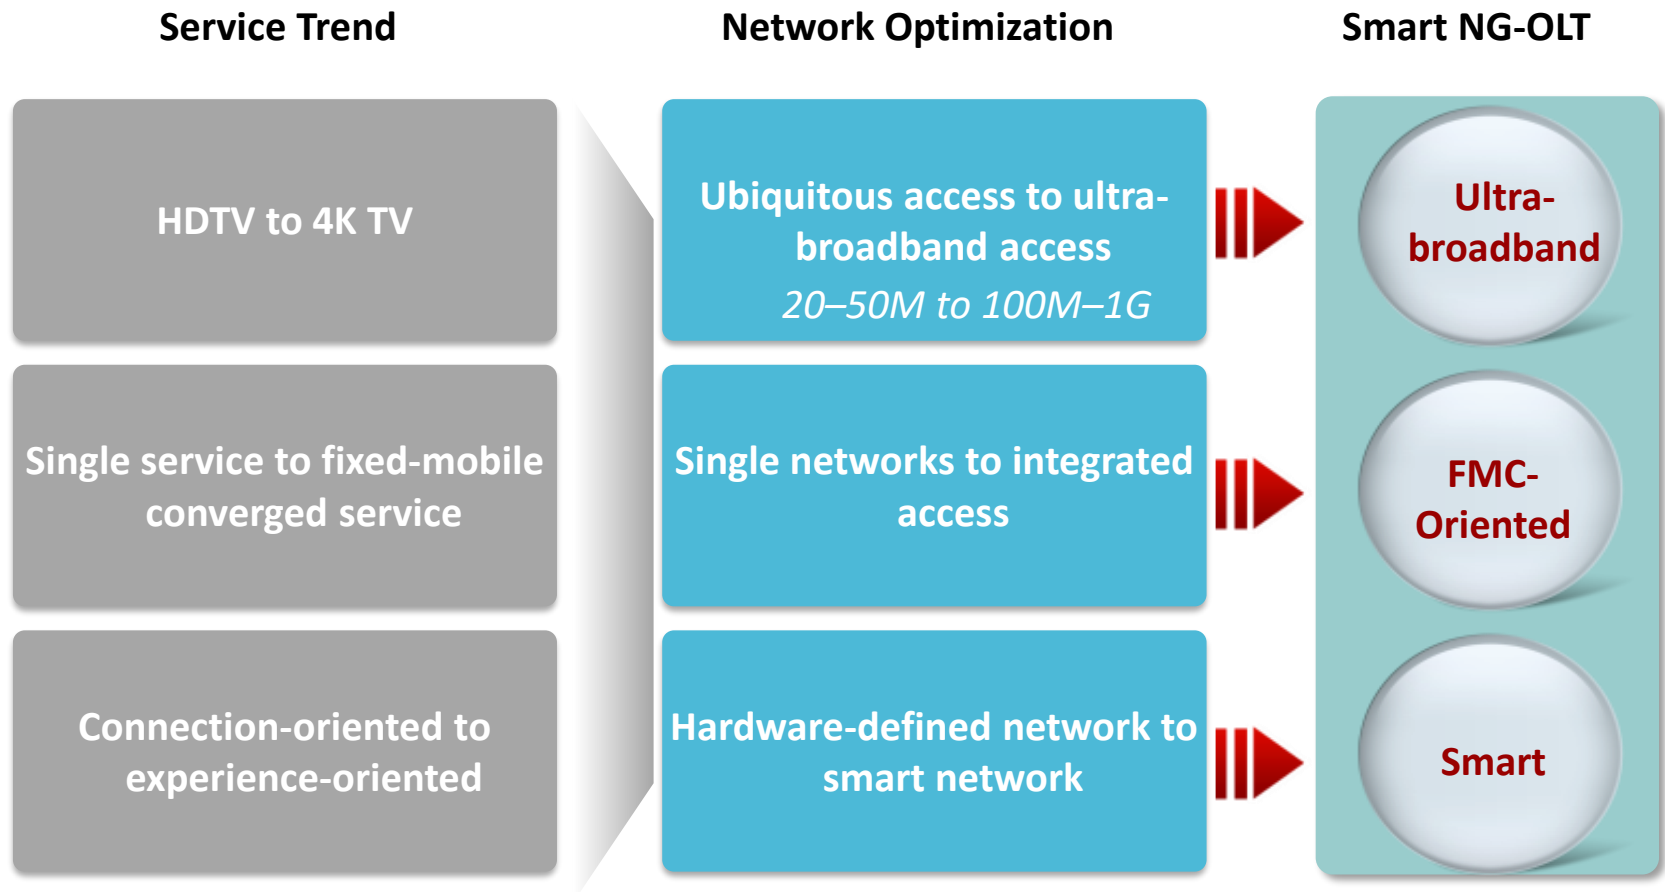 Service Trend
Network Optimization
Smart NG-OLT
HDTV to 4K TV
Ubiquitous access to ultra-
broadband access
20–50M to 100M–1G
Ultra-
broadband
Single service to fixed-mobile
converged service
Single networks to integrated
access
FMC-
Oriented
Connection-oriented to
experience-oriented
Hardware-defined network to
smart network
Smart